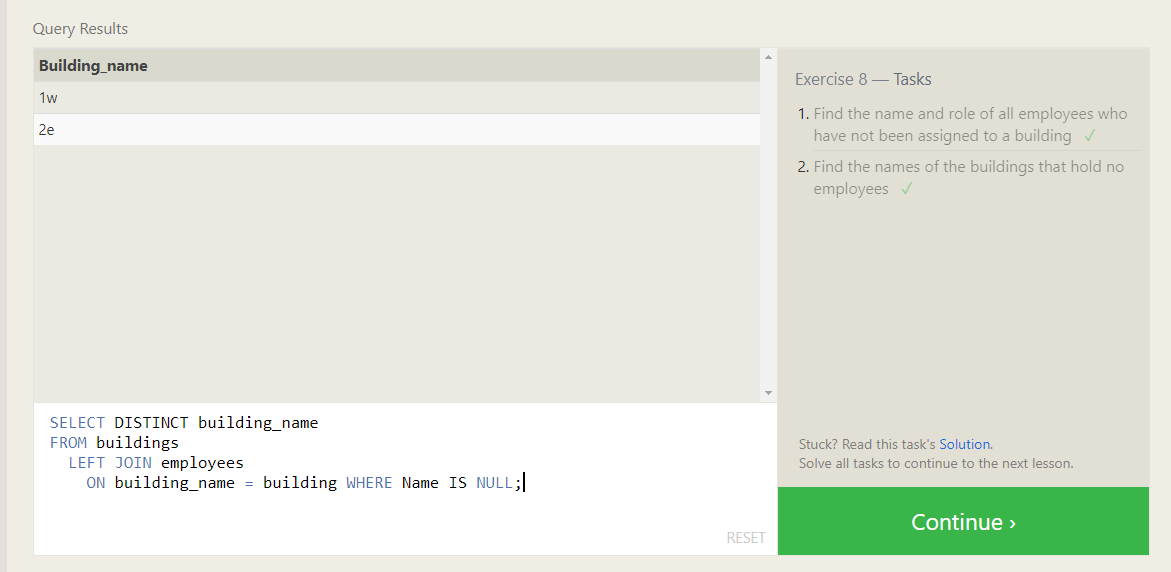 Query Results
Building_name
1w
2e
SELECT DISTINCT building_name
FROM buildings
LEFT JOIN employees
ON building_name = building WHERE Name IS NULL;
RESET
Exercise 8 — Tasks
1. Find the name and role of all employees who
have not been assigned to a building ✓
2. Find the names of the buildings that hold no
employees ✓
Stuck? Read this task's Solution.
Solve all tasks to continue to the next lesson.
Continue ›